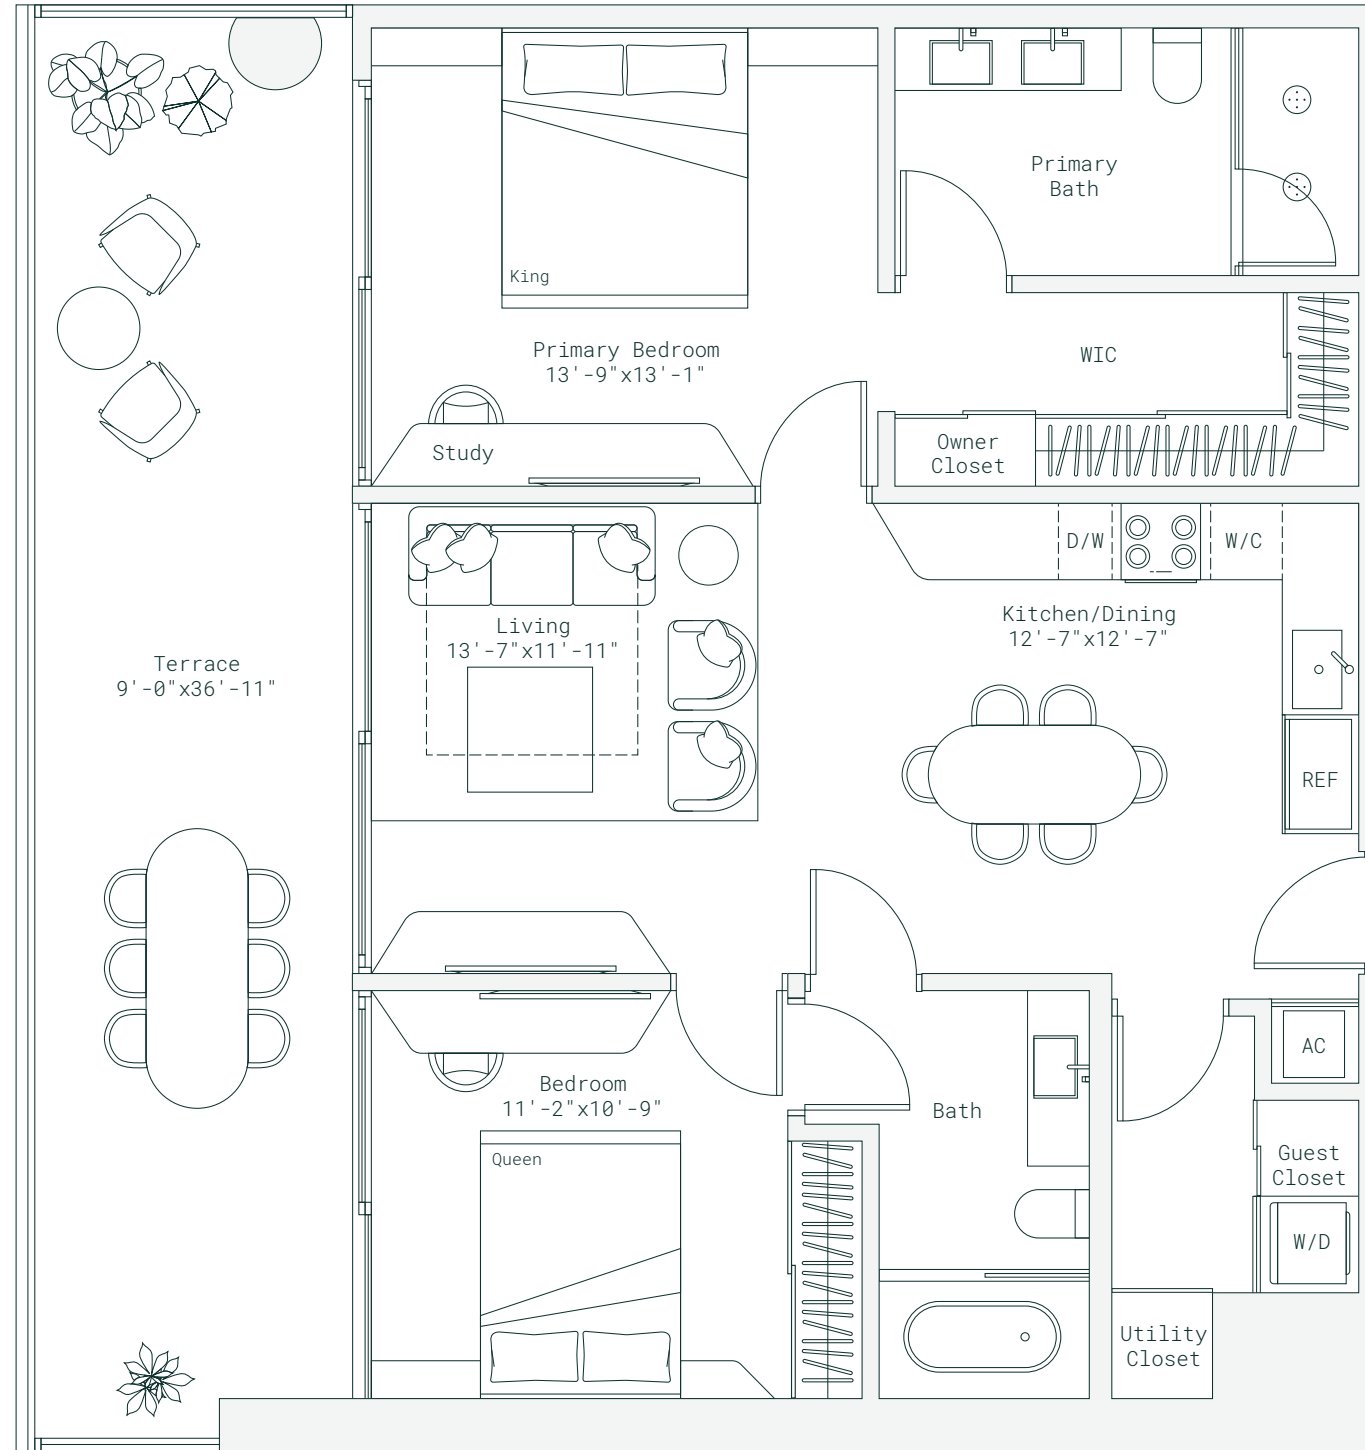 Primary
Bath
King
Primary Bedroom
13'-9"x13'-1"
WIC
Study
Owner
Closet
D/W
W/C
Living
13'-7"x11'-11"
Kitchen/Dining
12'-7"x12'-7"
Terrace
9'-0"x36'-11"
REF
AC
Bedroom
11'-2"x10'-9"
Bath
Queen
Guest
Closet
W/D
Utility
Closet